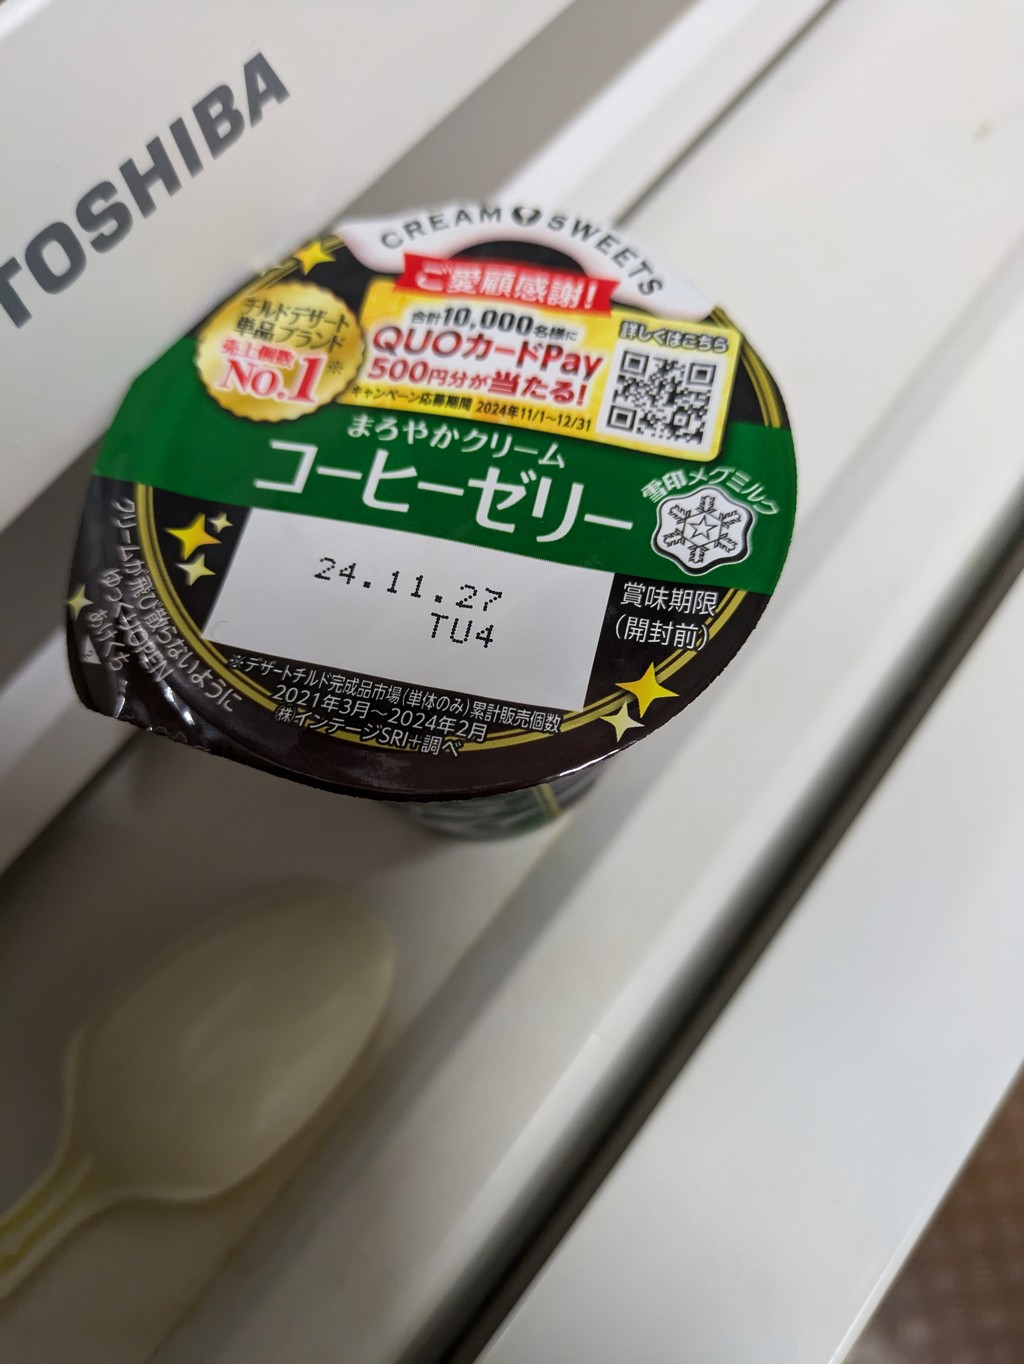 TOSHIBA
CREAM SWEETS
ご愛顧感謝!
チルドデザート
単品ブランド
売上個数
No.1※
合計10,000名様に
QUOカードPay
500円分が当たる!
キャンペーン応募期間 2024年11/1~12/31
詳しくはこちら
まろやかクリーム
コーヒーゼリー
雪印メグミルク
24.11.27
TU4
賞味期限
(開封前)
※デザートチルド完成品市場(単体のみ)累計販売個数
2021年3月~2024年2月
㈱インテージSRI+調べ
クリームが飛び散らないように
ゆっくりOPEN